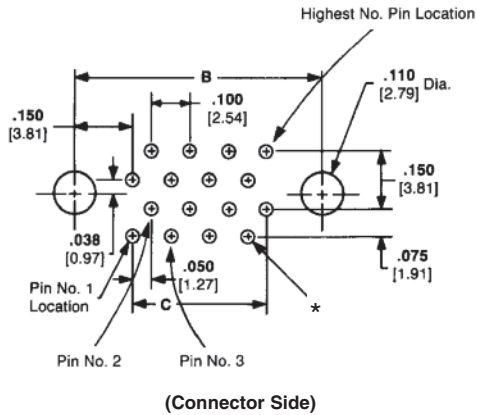 Highest No. Pin Location
B
.110 Dia.
[2.79]
.100
[2.54]
.150
[3.81]
.150
[3.81]
.038
[0.97]
.075
[1.91]
.050
[1.27]
Pin No. 1
Location
C
*
Pin No. 2
Pin No. 3
(Connector Side)